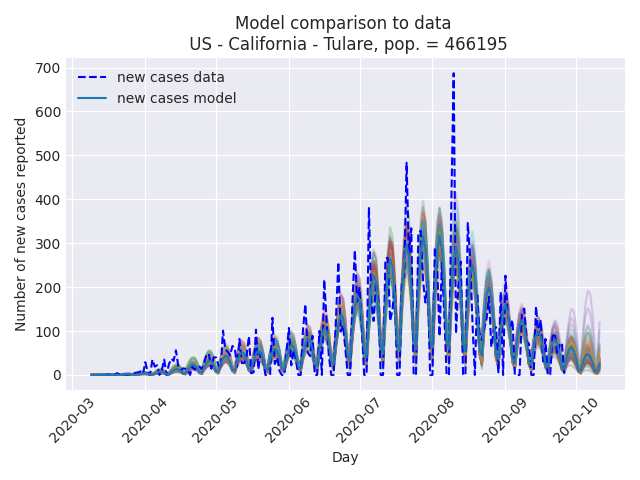 Model comparison to data
US - California - Tulare, pop. = 466195
700
600
500
400
300
200
100
0
Number of new cases reported
new cases data
new cases model
2020-03
2020-04
2020-05
2020-06
2020-07
2020-08
2020-09
2020-10
Day